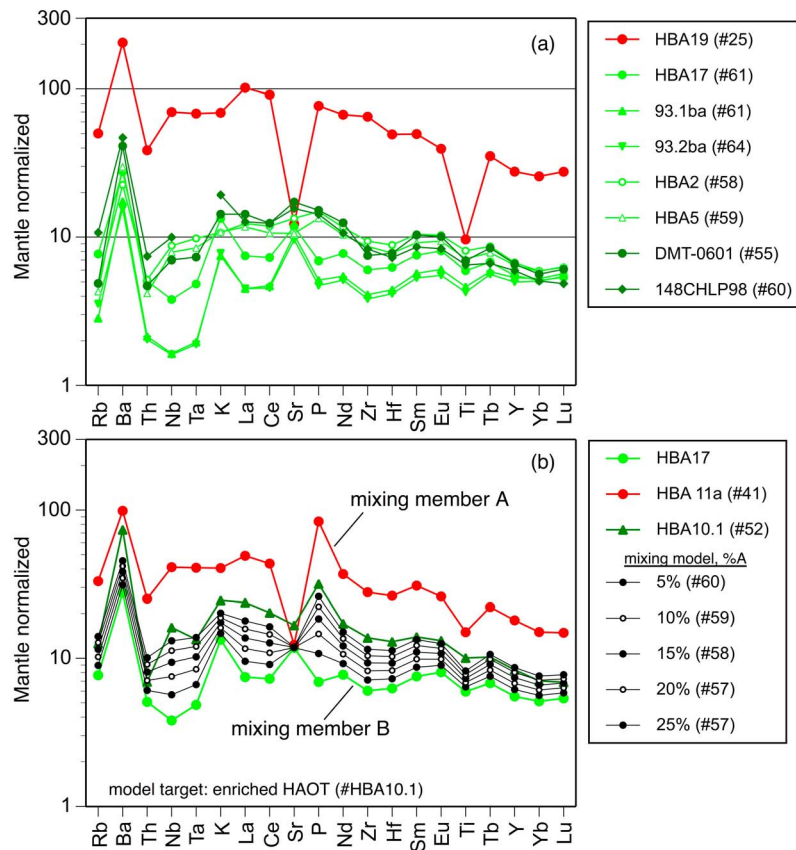 300
(a)
100
10
1
Mantle normalized
Rb Ba Th Nb Ta K La Ce Sr P Nd Zr Hf Sm Eu Ti Tb Y Yb Lu
HBA19 (#25)
HBA17 (#61)
93.1ba (#61)
93.2ba (#64)
HBA2 (#58)
HBA5 (#59)
DMT-0601 (#55)
148CHLP98 (#60)
300
(b)
100
10
1
Mantle normalized
mixing member A
mixing member B
model target: enriched HAOT (#HBA10.1)
Rb Ba Th Nb Ta K La Ce Sr P Nd Zr Hf Sm Eu Ti Tb Y Yb Lu
HBA17
HBA 11a (#41)
HBA10.1 (#52)
mixing model, %A
5% (#60)
10% (#59)
15% (#58)
20% (#57)
25% (#57)